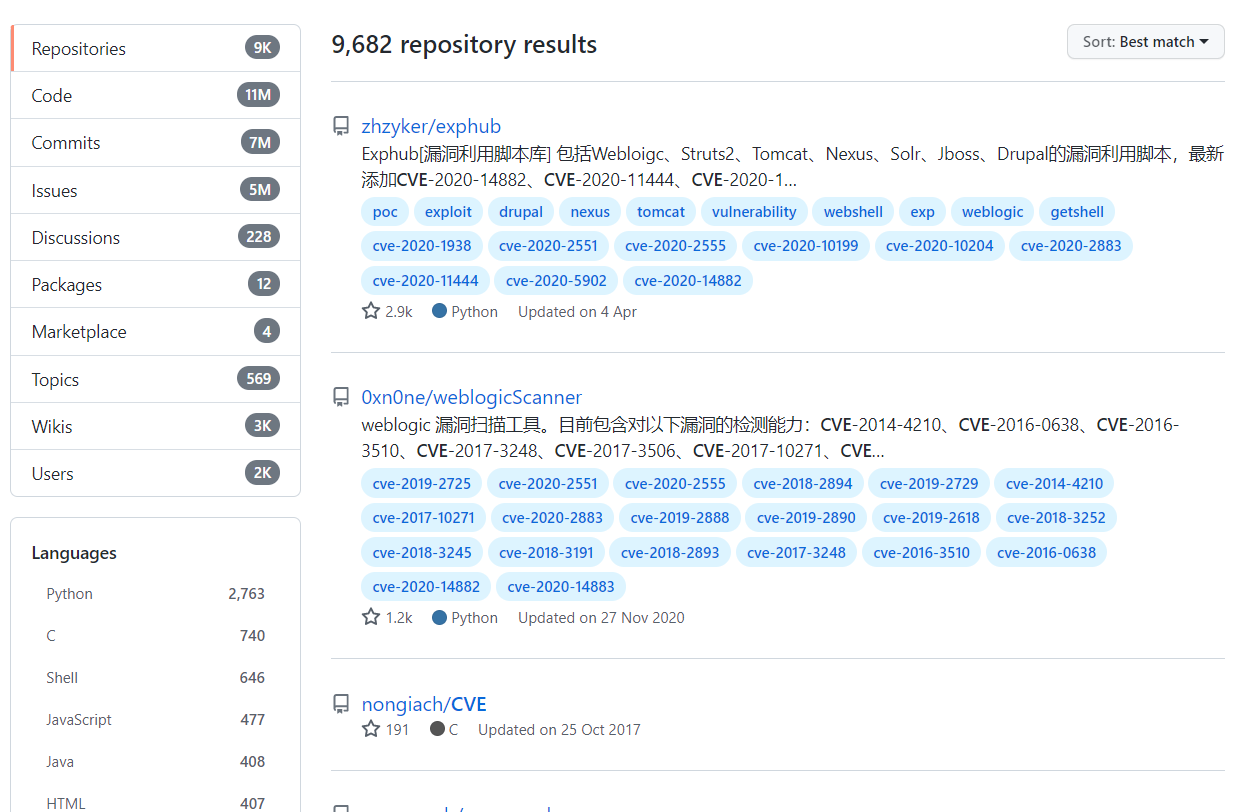 Repositories 9K
Code 11M
Commits 7M
Issues 5M
Discussions 228
Packages 12
Marketplace 4
Topics 569
Wikis 3K
Users 2K
Languages
Python 2,763
C 740
Shell 646
JavaScript 477
Java 408
HTML 407
9,682 repository results
Sort: Best match
zhzyker/exphub
Exphub[漏洞利用脚本库] 包括Webloigc、Struts2、Tomcat、Nexus、Solr、Jboss、Drupal的漏洞利用脚本，最新
添加CVE-2020-14882、CVE-2020-11444、CVE-2020-1...
poc exploit drupal nexus tomcat vulnerability webshell exp weblogic getshell
cve-2020-1938 cve-2020-2551 cve-2020-2555 cve-2020-10199 cve-2020-10204 cve-2020-2883
cve-2020-11444 cve-2020-5902 cve-2020-14882
2.9k Python Updated on 4 Apr
0xn0ne/weblogicScanner
weblogic 漏洞扫描工具。目前包含对以下漏洞的检测能力：CVE-2014-4210、CVE-2016-0638、CVE-2016-
3510、CVE-2017-3248、CVE-2017-3506、CVE-2017-10271、CVE...
cve-2019-2725 cve-2020-2551 cve-2020-2555 cve-2018-2894 cve-2019-2729 cve-2014-4210
cve-2017-10271 cve-2020-2883 cve-2019-2888 cve-2019-2890 cve-2019-2618 cve-2018-3252
cve-2018-3245 cve-2018-3191 cve-2018-2893 cve-2017-3248 cve-2016-3510 cve-2016-0638
cve-2020-14882 cve-2020-14883
1.2k Python Updated on 27 Nov 2020
nongiach/CVE
191 C Updated on 25 Oct 2017